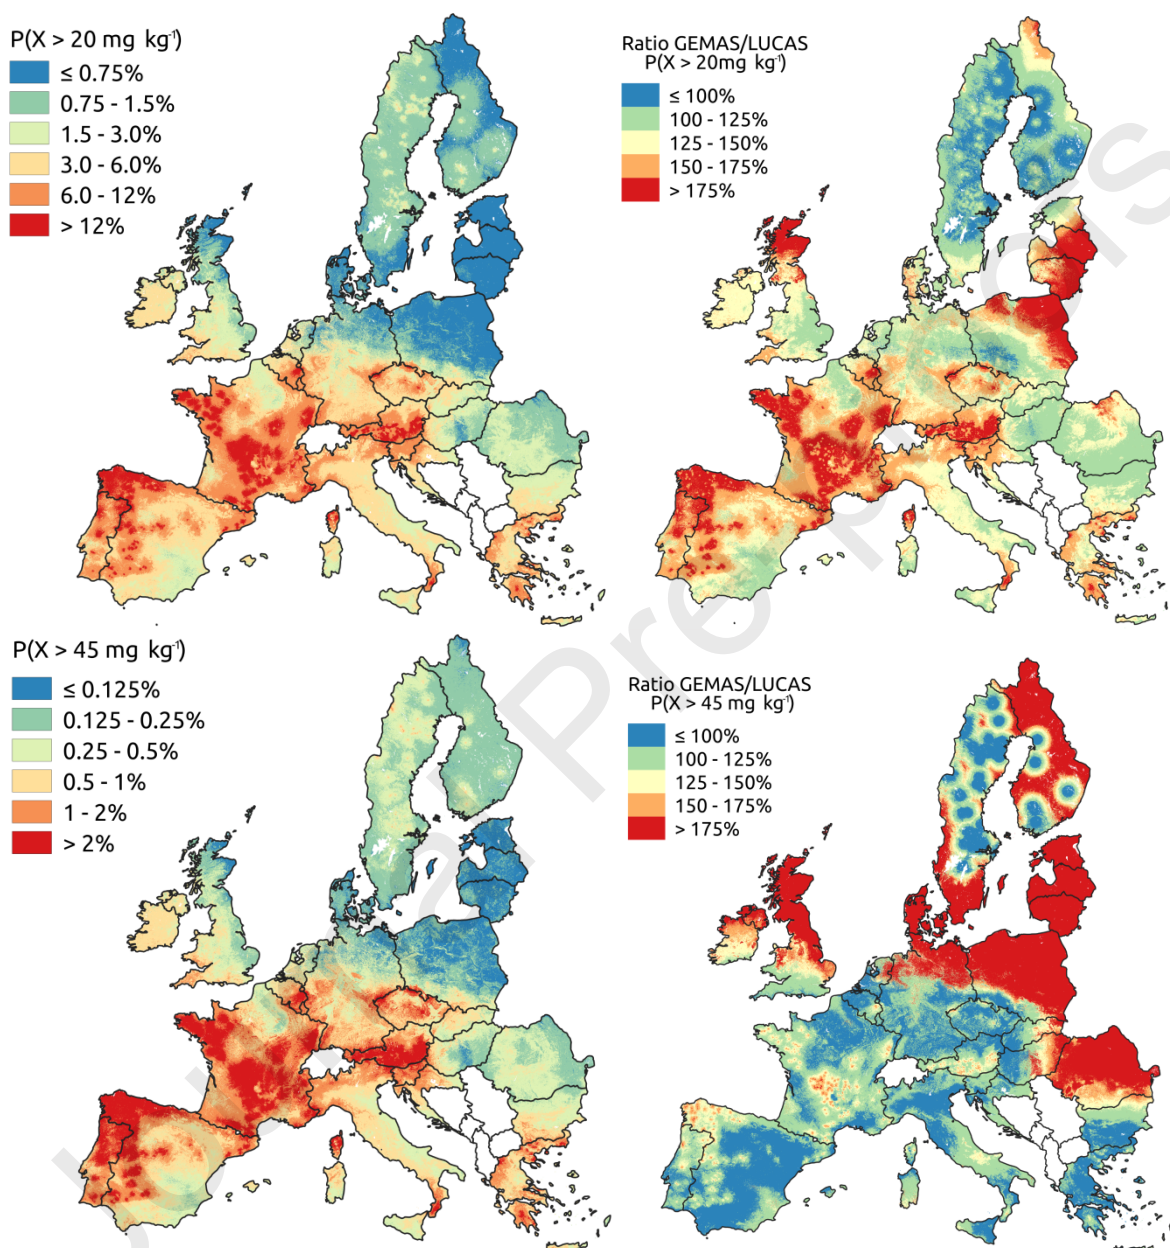 P(X > 20 mg kg⁻¹)
≤ 0.75%
0.75 - 1.5%
1.5 - 3.0%
3.0 - 6.0%
6.0 - 12%
> 12%
Ratio GEMAS/LUCAS
P(X > 20mg kg⁻¹)
≤ 100%
100 - 125%
125 - 150%
150 - 175%
> 175%
P(X > 45 mg kg⁻¹)
≤ 0.125%
0.125 - 0.25%
0.25 - 0.5%
0.5 - 1%
1 - 2%
> 2%
Ratio GEMAS/LUCAS
P(X > 45 mg kg⁻¹)
≤ 100%
100 - 125%
125 - 150%
150 - 175%
> 175%
Journal Pre-proofs